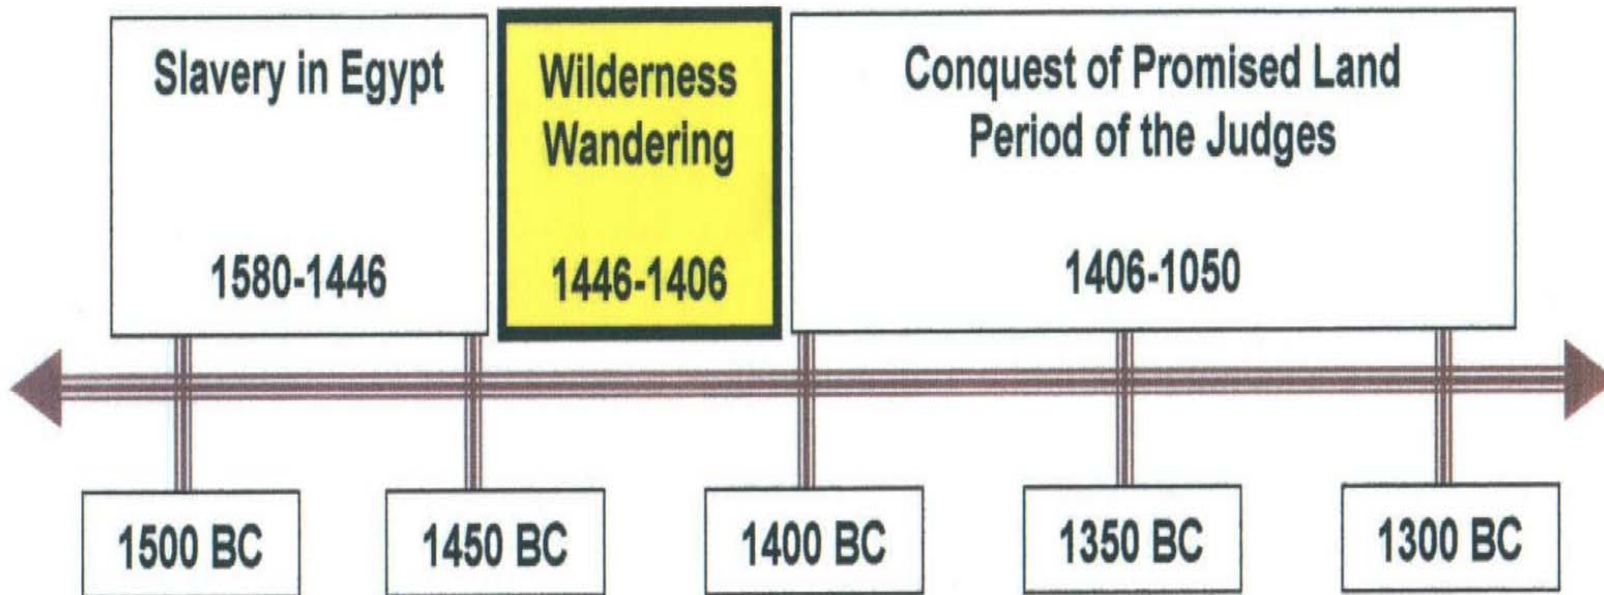 Slavery in Egypt
1580-1446
Wilderness
Wandering
1446-1406
Conquest of Promised Land
Period of the Judges
1406-1050
1500 BC
1450 BC
1400 BC
1350 BC
1300 BC